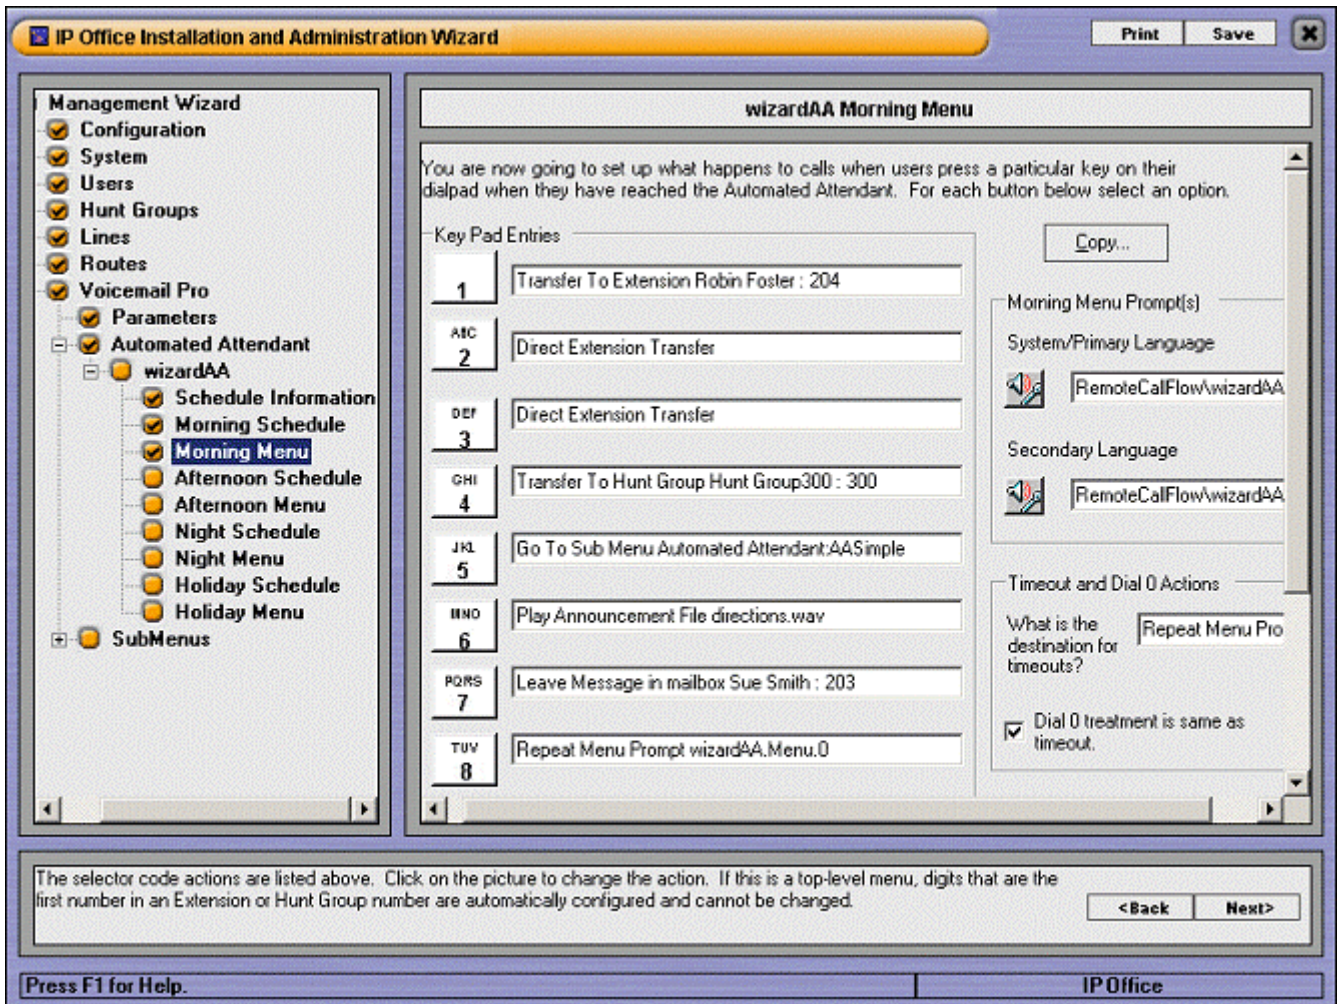 IP Office Installation and Administration Wizard
Print
Save
Management Wizard
Configuration
System
Users
Hunt Groups
Lines
Routes
Voicemail Pro
Parameters
Automated Attendant
wizardAA
Schedule Information
Morning Schedule
Morning Menu
Afternoon Schedule
Afternoon Menu
Night Schedule
Night Menu
Holiday Schedule
Holiday Menu
SubMenus
wizardAA Morning Menu
You are now going to set up what happens to calls when users press a particular key on their
dialpad when they have reached the Automated Attendant. For each button below select an option.
Key Pad Entries
1
Transfer To Extension Robin Foster : 204
ABC
2
Direct Extension Transfer
DEF
3
Direct Extension Transfer
GHI
4
Transfer To Hunt Group Hunt Group300 : 300
JKL
5
Go To Sub Menu Automated Attendant:AASimple
MNO
6
Play Announcement File directions.wav
PQRS
7
Leave Message in mailbox Sue Smith : 203
TUV
8
Repeat Menu Prompt wizardAA.Menu.0
Copy...
Morning Menu Prompt(s)
System/Primary Language
RemoteCallFlow\wizardAA
Secondary Language
RemoteCallFlow\wizardAA
Timeout and Dial 0 Actions
What is the
destination for
timeouts?
Repeat Menu Pro
Dial 0 treatment is same as
timeout.
The selector code actions are listed above. Click on the picture to change the action. If this is a top-level menu, digits that are the
first number in an Extension or Hunt Group number are automatically configured and cannot be changed.
<Back
Next>
Press F1 for Help.
IP Office